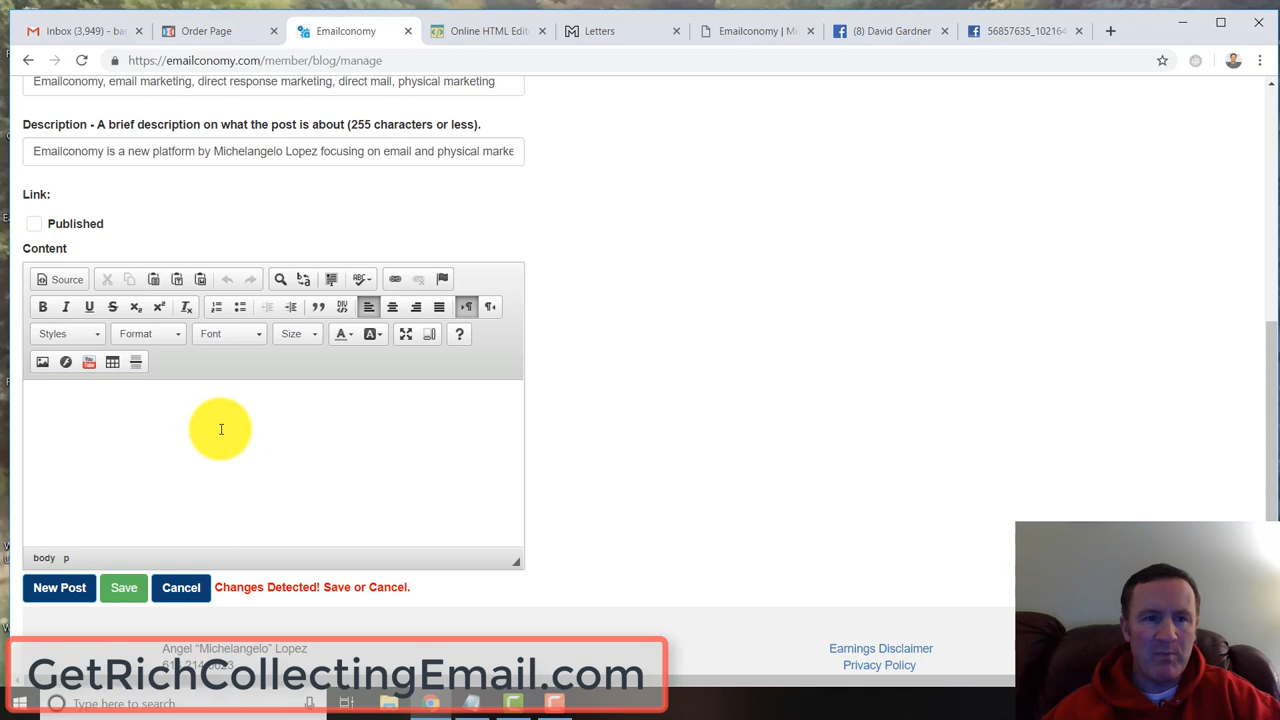 Inbox (3,949) - ba
Order Page
Emailconomy
Online HTML Edit
Letters
Emailconomy | Mi
(8) David Gardner
56857635_102164
https://emailconomy.com/member/blog/manage
Emailconomy, email marketing, direct response marketing, direct mail, physical marketing
Description - A brief description on what the post is about (255 characters or less).
Emailconomy is a new platform by Michelangelo Lopez focusing on email and physical marke
Link:
Published
Content
Source
Styles
Format
Font
Size
body p
New Post
Save
Cancel
Changes Detected! Save or Cancel.
Angel “Michelangelo” Lopez
Earnings Disclaimer
Privacy Policy
GetRichCollectingEmail.com
Type here to search